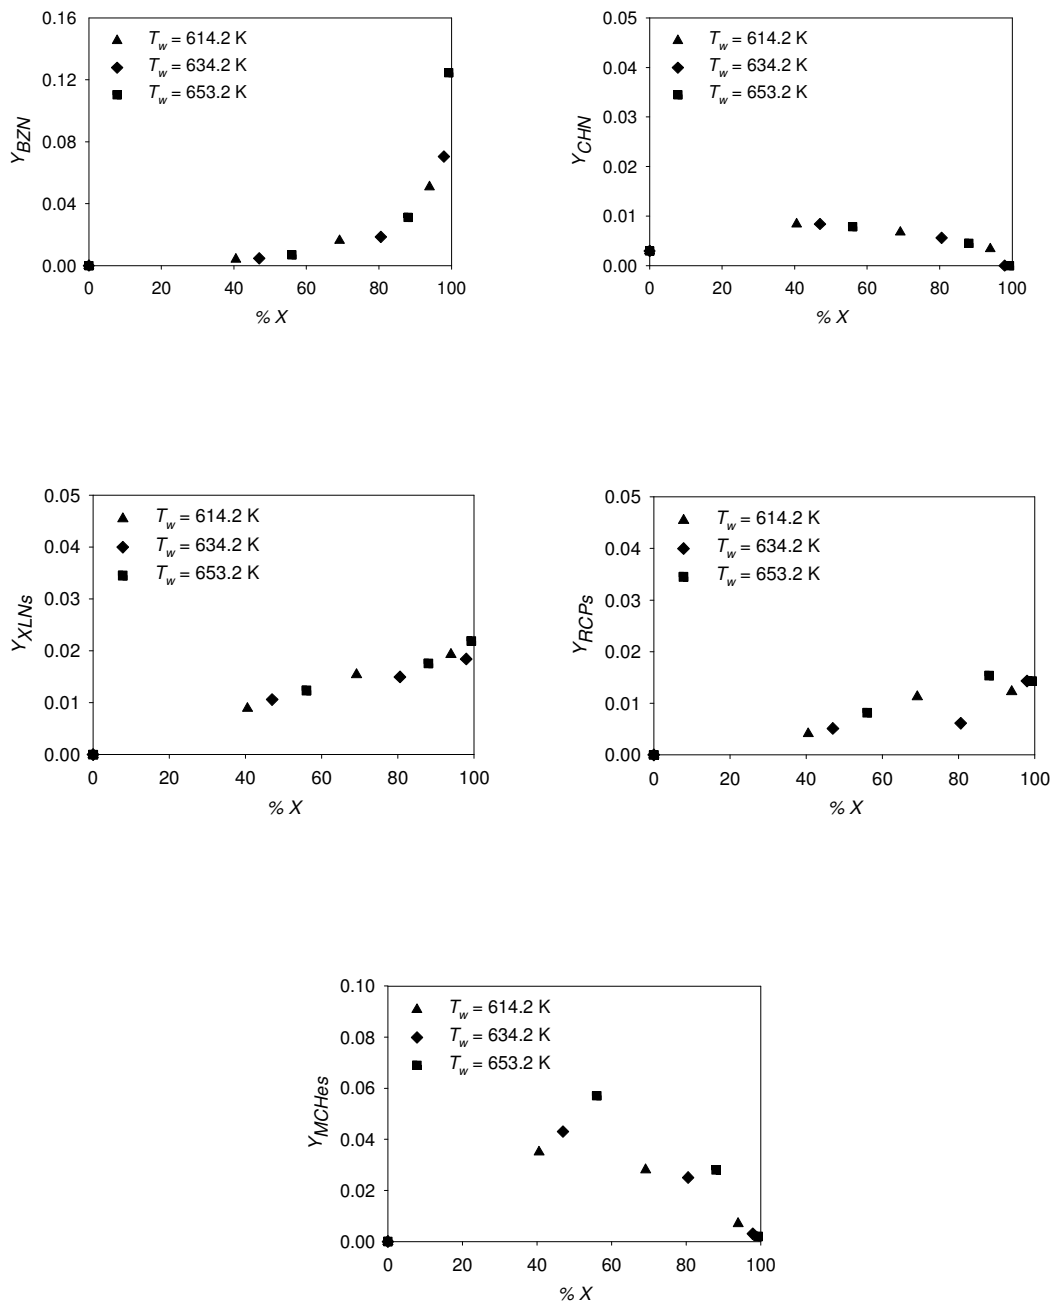 0.16
0.12
0.08
0.04
0.00
Y_BZN
T_w = 614.2 K
T_w = 634.2 K
T_w = 653.2 K
0 20 40 60 80 100
% X
0.05
0.04
0.03
0.02
0.01
0.00
Y_CHN
T_w = 614.2 K
T_w = 634.2 K
T_w = 653.2 K
0 20 40 60 80 100
% X
0.05
0.04
0.03
0.02
0.01
0.00
Y_XLNs
T_w = 614.2 K
T_w = 634.2 K
T_w = 653.2 K
0 20 40 60 80 100
% X
0.05
0.04
0.03
0.02
0.01
0.00
Y_RCPs
T_w = 614.2 K
T_w = 634.2 K
T_w = 653.2 K
0 20 40 60 80 100
% X
0.10
0.08
0.06
0.04
0.02
0.00
Y_MCHes
T_w = 614.2 K
T_w = 634.2 K
T_w = 653.2 K
0 20 40 60 80 100
% X